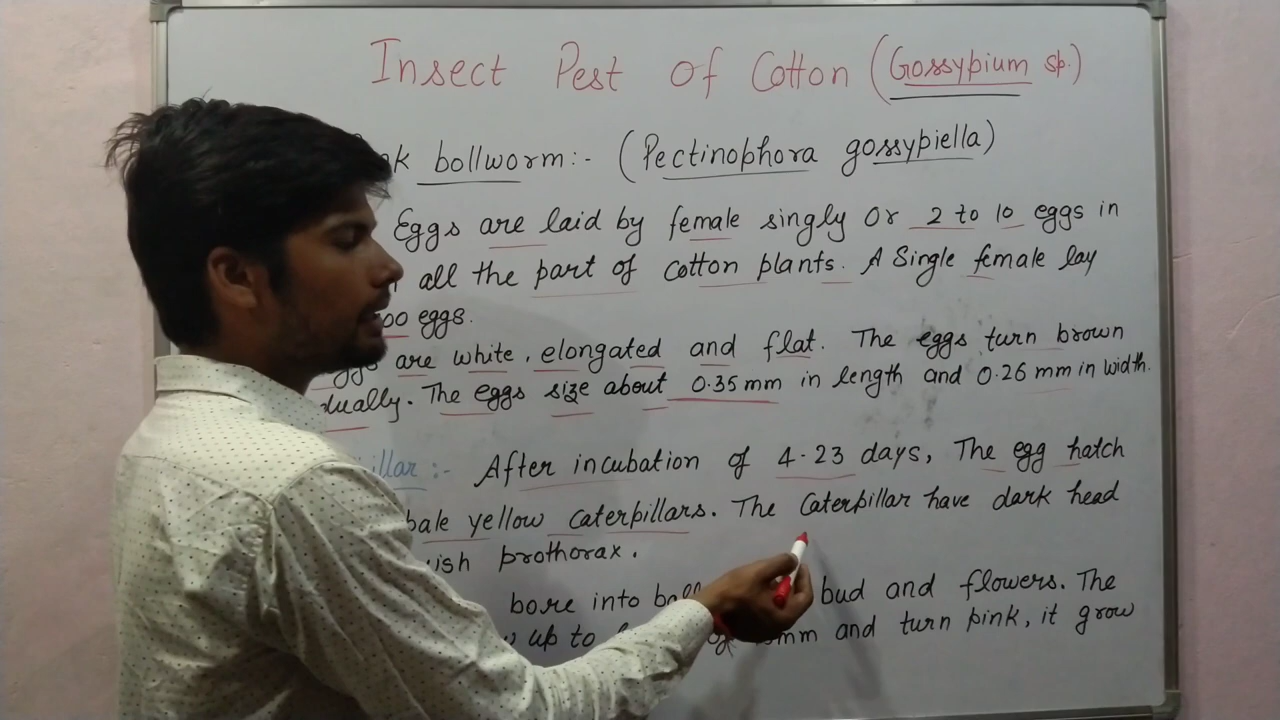 Insect Pest Of Cotton (Gossypium sp.)
bollworm:- (Pectinophora gossypiella)
Eggs are laid by female singly Or 2 to 10 eggs in
all the part of cotton plants. A Single female lay
eggs.
are white, elongated and flat. The eggs turn brown
The eggs size about 0.35 mm in length and 0.26 mm in width.
:- After incubation of 4-23 days, The egg hatch
yellow caterpillars. The Caterpillar have dark head
prothorax.
bore into bud and flowers. The
up to mm and turn pink, it grow